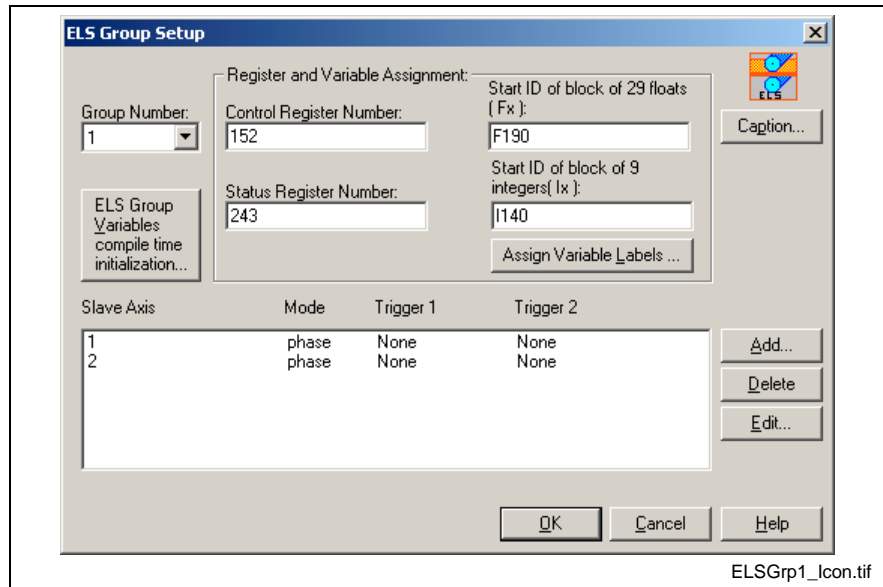 ELS Group Setup
Register and Variable Assignment:
Group Number:
1
Control Register Number:
152
Start ID of block of 29 floats
( Fx ):
F190
ELS
Caption...
ELS Group
Variables
compile time
initialization...
Status Register Number:
243
Start ID of block of 9
integers( Ix ):
I140
Assign Variable Labels ...
Slave Axis Mode Trigger 1 Trigger 2
1 phase None None
2 phase None None
Add...
Delete
Edit...
OK Cancel Help
ELSGrp1_Icon.tif